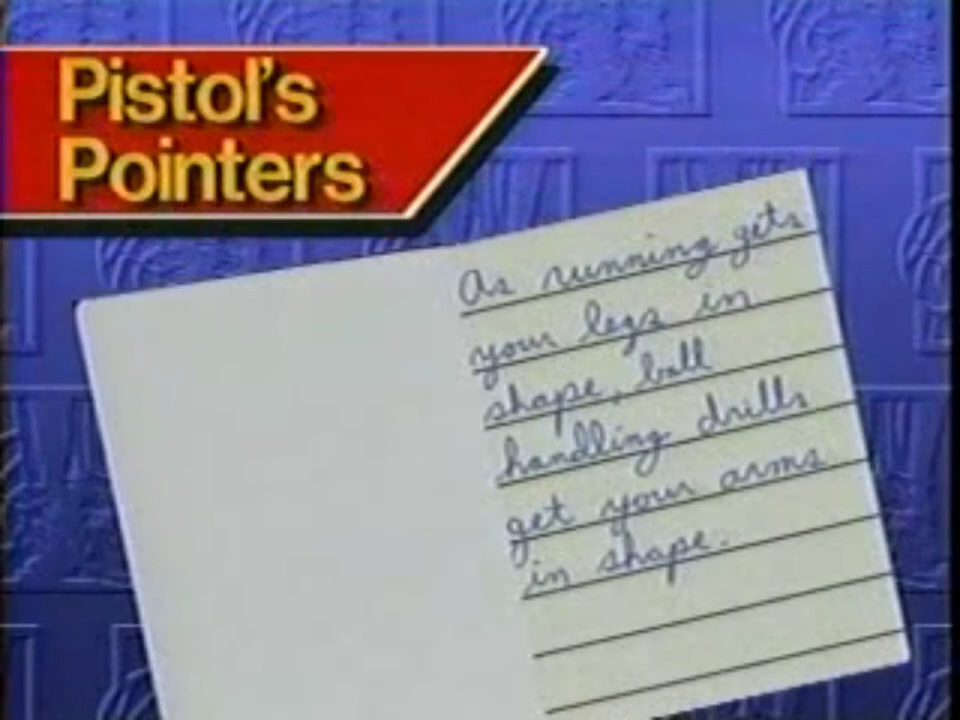 Pistol's
Pointers
As running gets
your legs in
shape, ball
handling drills
get your arms
in shape.